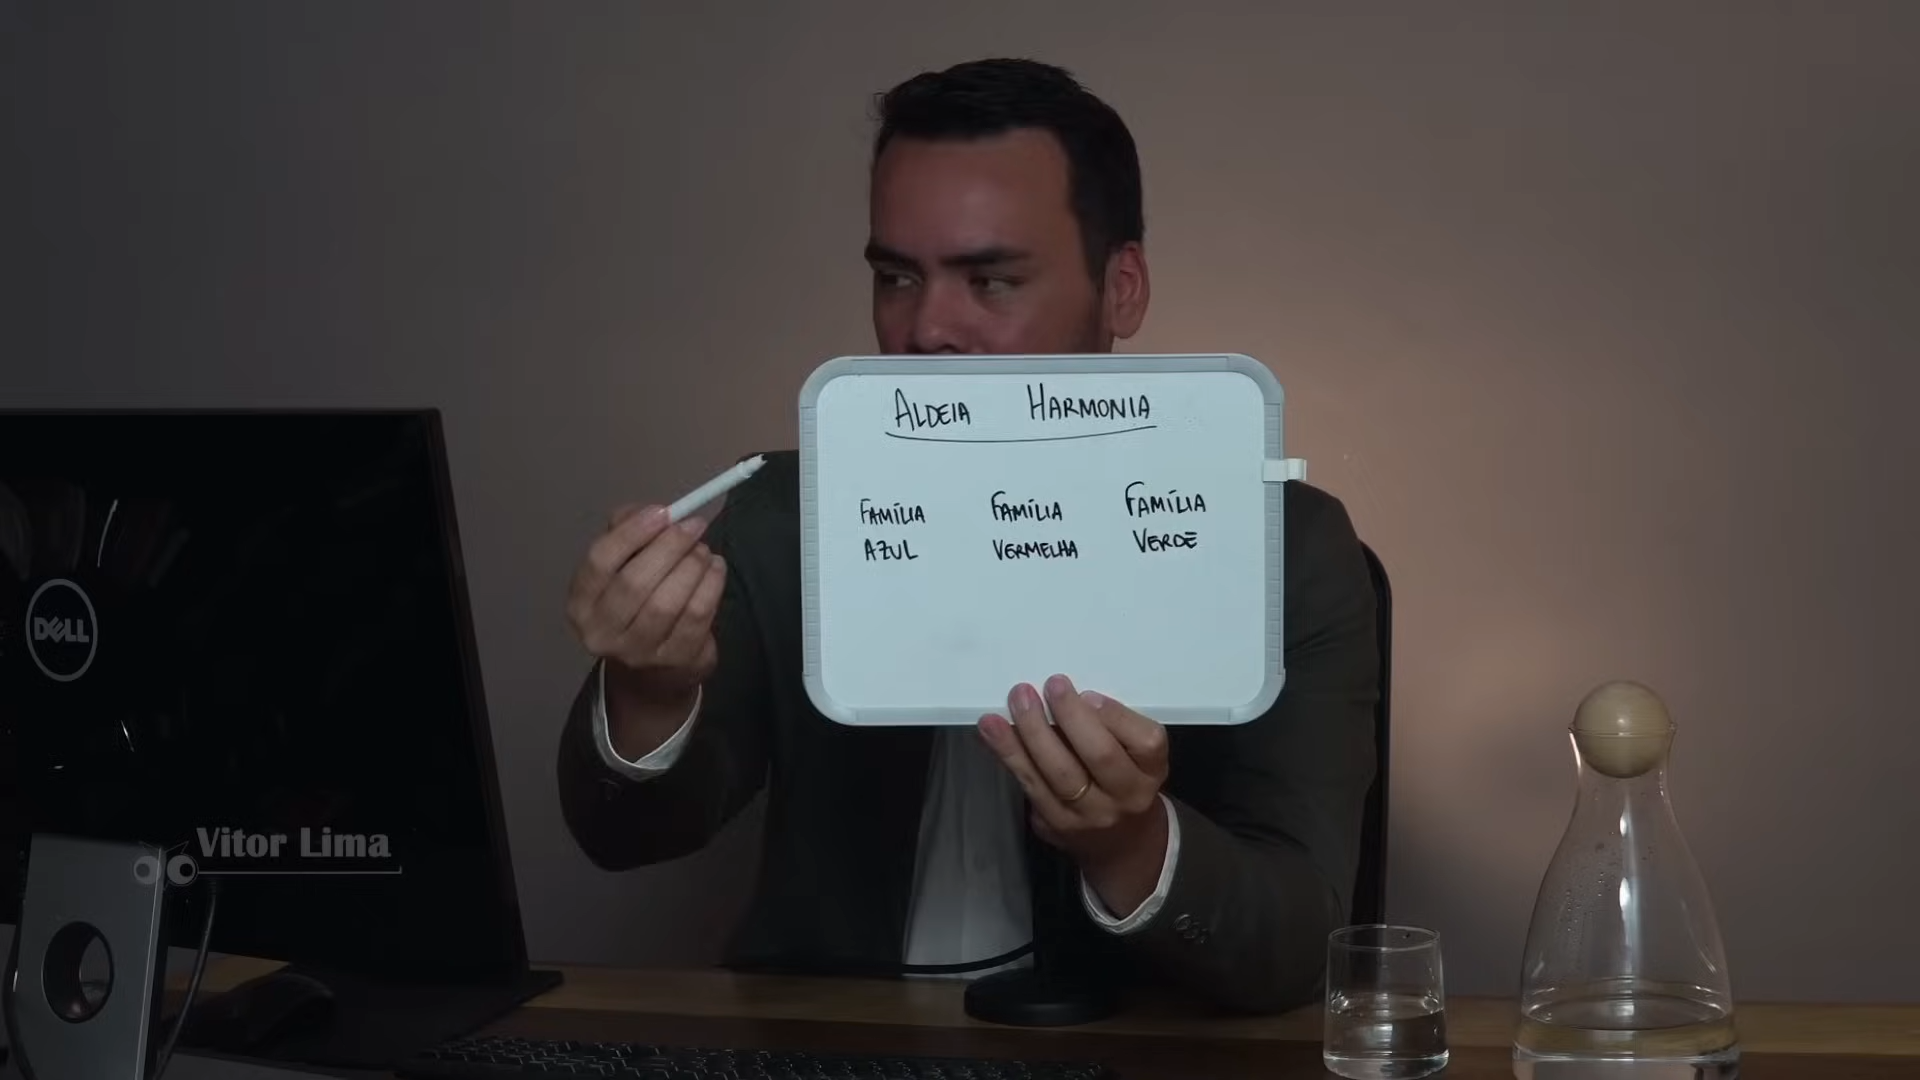 ALDEIA HARMONIA
FAMÍLIA FAMÍLIA FAMÍLIA
AZUL VERMELHA VERDE
DELL
Vitor Lima